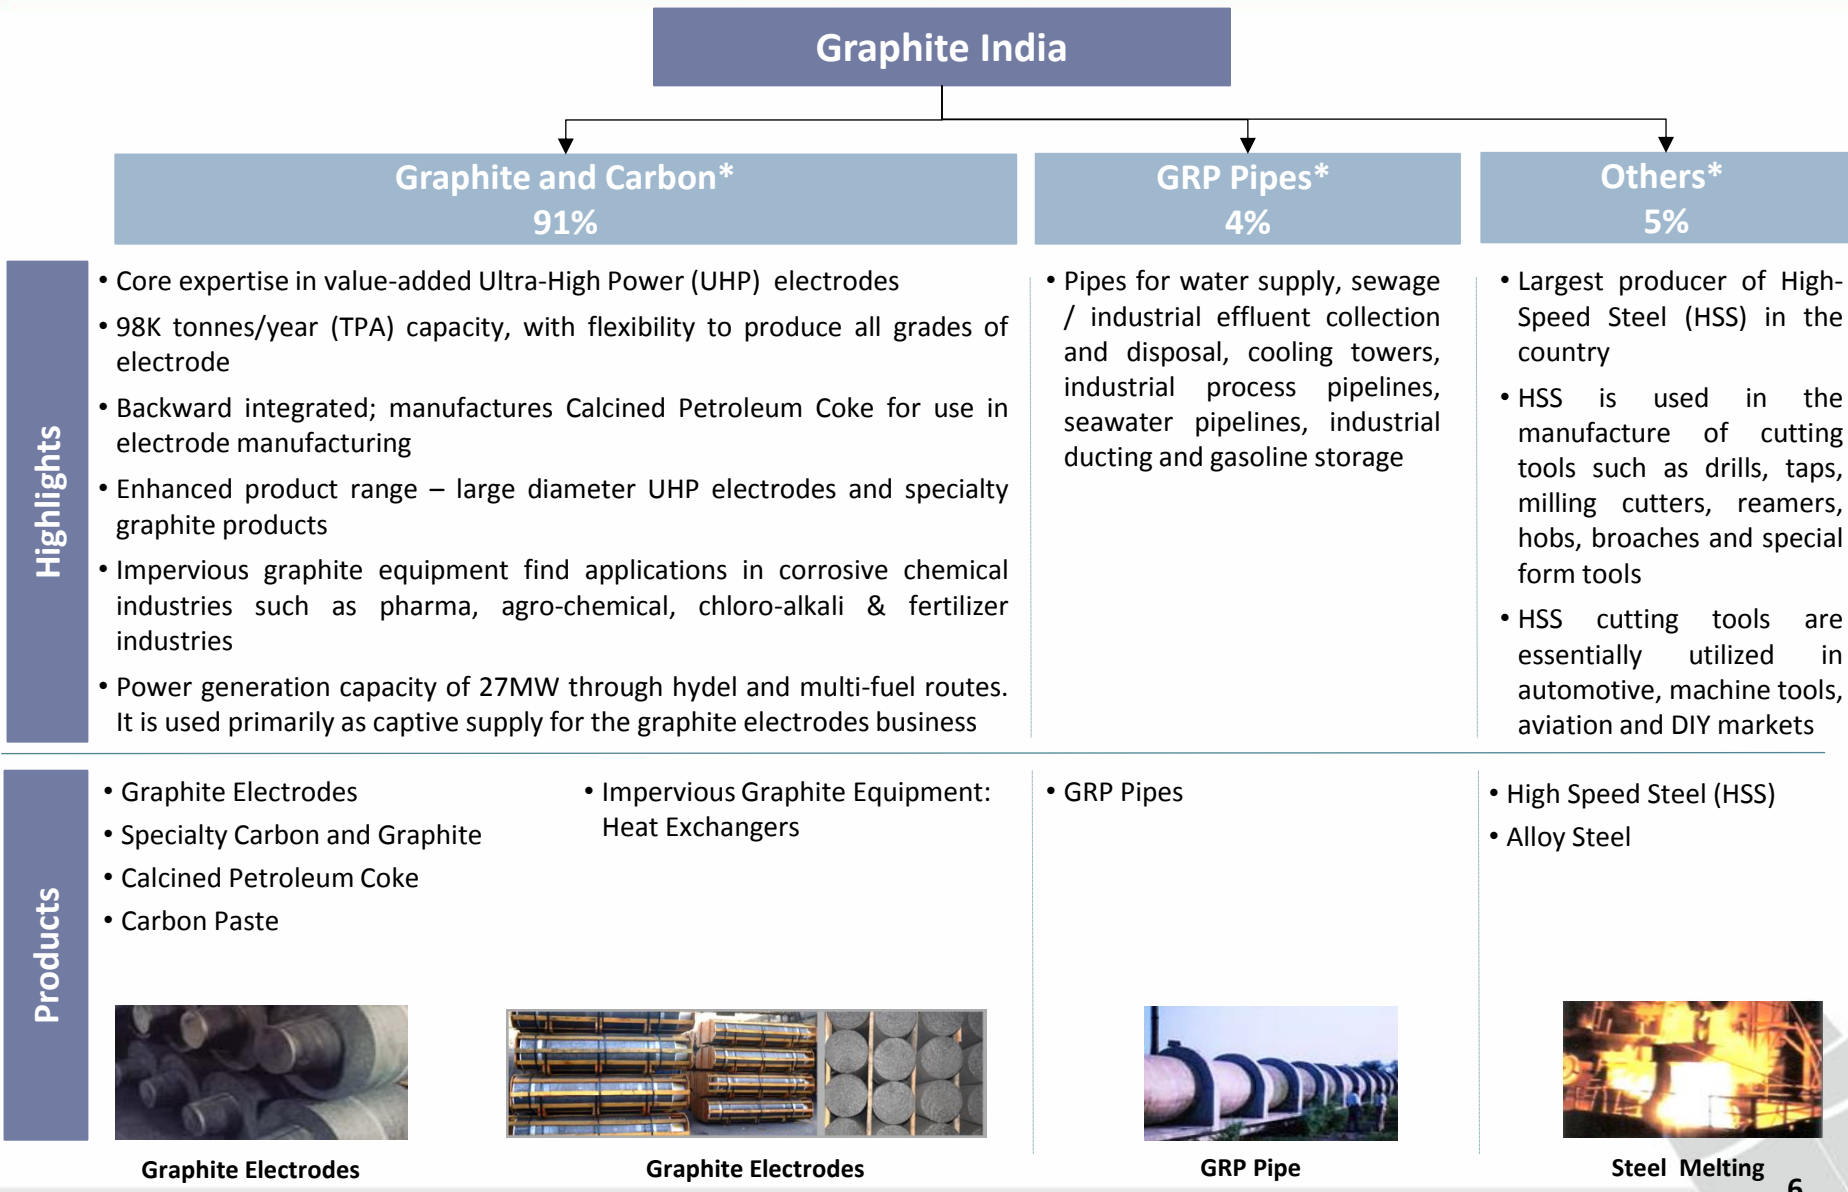 Graphite India
Graphite and Carbon*
91%
GRP Pipes*
4%
Others*
5%
Highlights
• Core expertise in value-added Ultra-High Power (UHP) electrodes
• 98K tonnes/year (TPA) capacity, with flexibility to produce all grades of
electrode
• Backward integrated; manufactures Calcined Petroleum Coke for use in
electrode manufacturing
• Enhanced product range – large diameter UHP electrodes and specialty
graphite products
• Impervious graphite equipment find applications in corrosive chemical
industries such as pharma, agro-chemical, chloro-alkali & fertilizer
industries
• Power generation capacity of 27MW through hydel and multi-fuel routes.
It is used primarily as captive supply for the graphite electrodes business
• Pipes for water supply, sewage
/ industrial effluent collection
and disposal, cooling towers,
industrial process pipelines,
seawater pipelines, industrial
ducting and gasoline storage
• Largest producer of High-
Speed Steel (HSS) in the
country
• HSS is used in the
manufacture of cutting
tools such as drills, taps,
milling cutters, reamers,
hobs, broaches and special
form tools
• HSS cutting tools are
essentially utilized in
automotive, machine tools,
aviation and DIY markets
Products
• Graphite Electrodes
• Specialty Carbon and Graphite
• Calcined Petroleum Coke
• Carbon Paste
• Impervious Graphite Equipment:
Heat Exchangers
• GRP Pipes
• High Speed Steel (HSS)
• Alloy Steel
Graphite Electrodes
Graphite Electrodes
GRP Pipe
Steel Melting
6